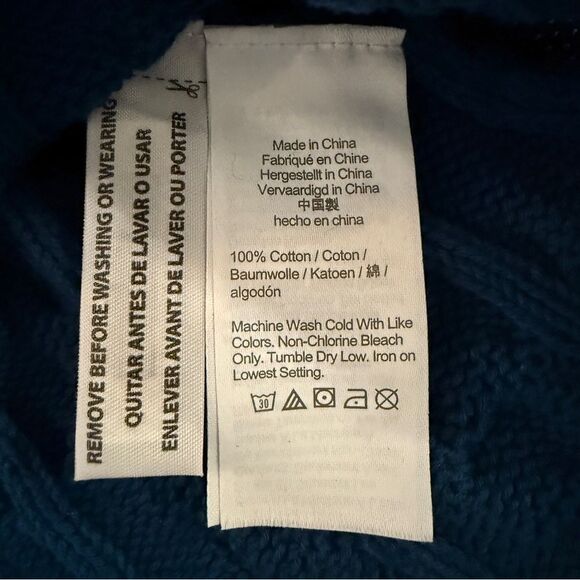 REMOVE BEFORE WASHING OR WEARING
QUITAR ANTES DE LAVAR O USAR
ENLEVER AVANT DE LAVER OU PORTER
Made in China
Fabriqué en Chine
Hergestellt in China
Vervaardigd in China
中国製
hecho en china
100% Cotton / Coton /
Baumwolle / Katoen / 綿 /
algodón
Machine Wash Cold With Like
Colors. Non-Chlorine Bleach
Only. Tumble Dry Low. Iron on
Lowest Setting.
30